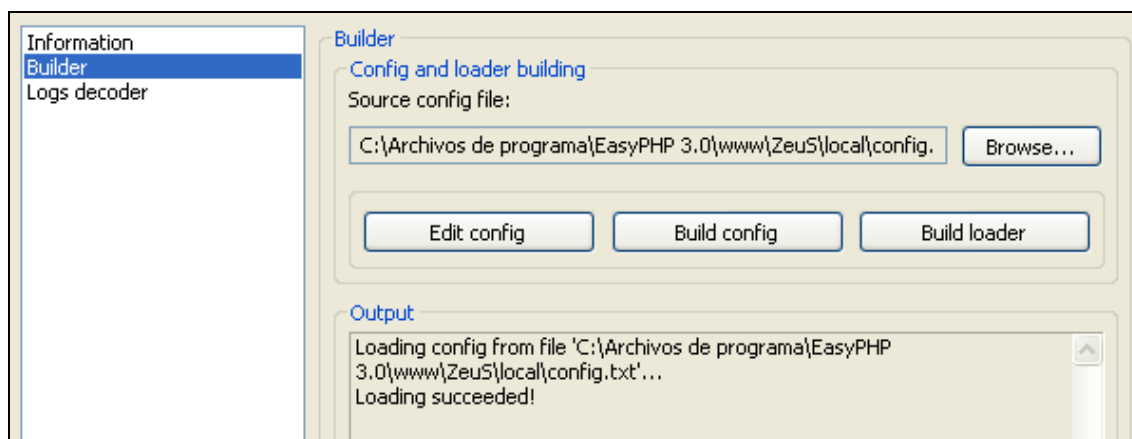 Information
Builder
Logs decoder
Builder
Config and loader building
Source config file:
C:\Archivos de programa\EasyPHP 3.0\www\ZeuS\local\config.
Browse...
Edit config
Build config
Build loader
Output
Loading config from file 'C:\Archivos de programa\EasyPHP
3.0\www\ZeuS\local\config.txt'...
Loading succeeded!